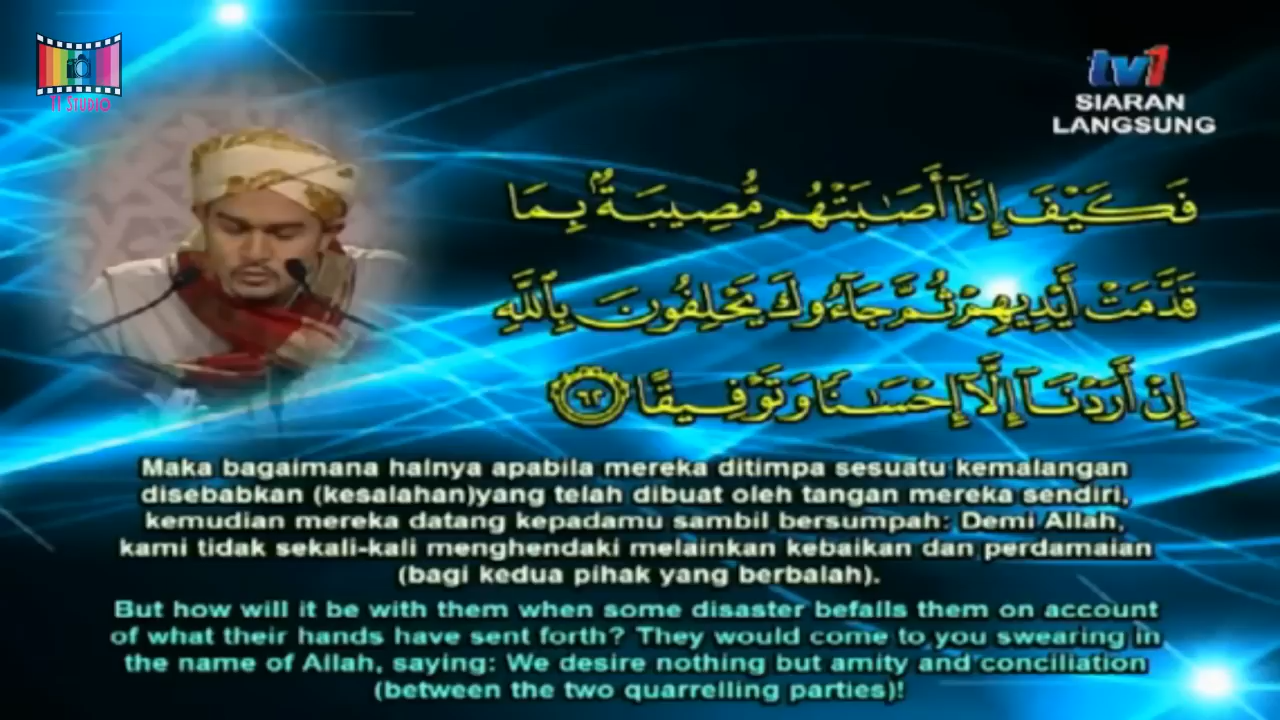 TT STUDIO
tv1
SIARAN
LANGSUNG
فَكَيْفَ إِذَآ أَصَـٰبَتْهُم مُّصِيبَةٌۢ بِمَا
قَدَّمَتْ أَيْدِيهِمْ ثُمَّ جَآءُوكَ يَحْلِفُونَ بِٱللَّهِ
إِنْ أَرَدْنَآ إِلَّآ إِحْسَـٰنًا وَتَوْفِيقًا ٦٢
Maka bagaimana halnya apabila mereka ditimpa sesuatu kemalangan
disebabkan (kesalahan)yang telah dibuat oleh tangan mereka sendiri,
kemudian mereka datang kepadamu sambil bersumpah: Demi Allah,
kami tidak sekali-kali menghendaki melainkan kebaikan dan perdamaian
(bagi kedua pihak yang berbalah).
But how will it be with them when some disaster befalls them on account
of what their hands have sent forth? They would come to you swearing in
the name of Allah, saying: We desire nothing but amity and conciliation
(between the two quarrelling parties)!